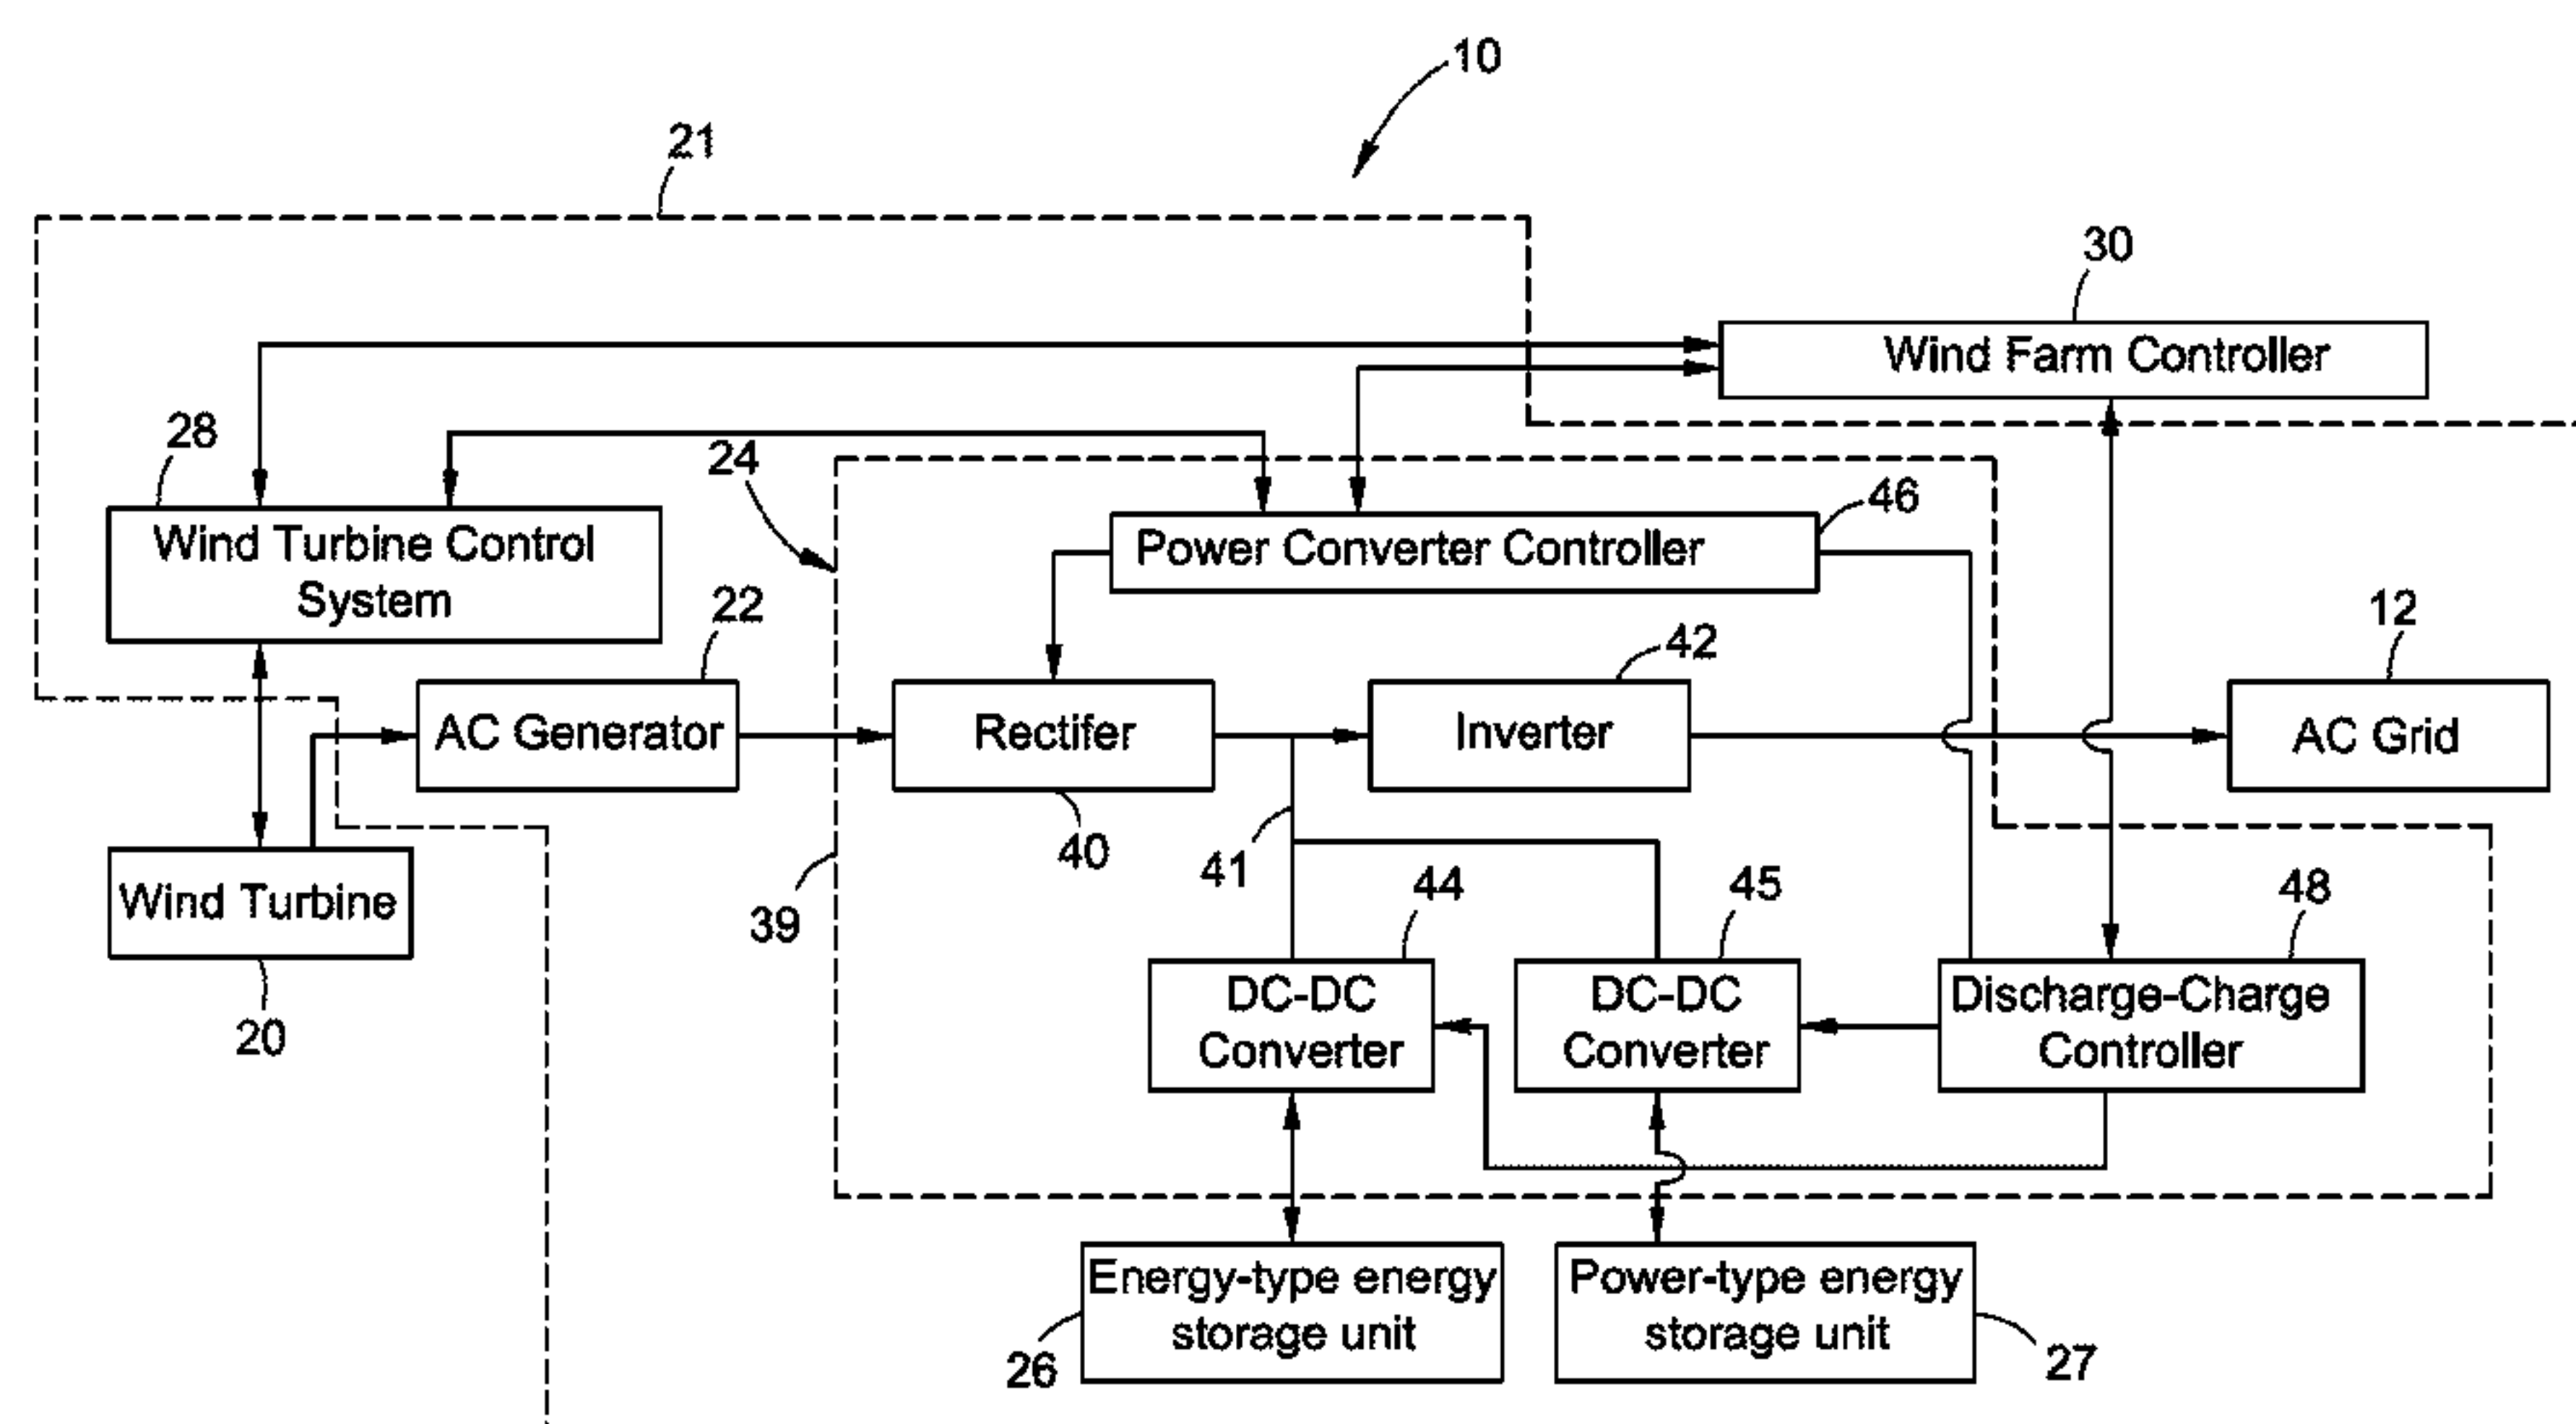 10
21
30
Wind Farm Controller
28
24
46
Wind Turbine Control
System
Power Converter Controller
22
42
12
AC Generator
Rectifer
Inverter
AC Grid
40
41
44
45
48
Wind Turbine
39
20
DC-DC
Converter
DC-DC
Converter
Discharge-Charge
Controller
Energy-type energy
storage unit
Power-type energy
storage unit
26
27